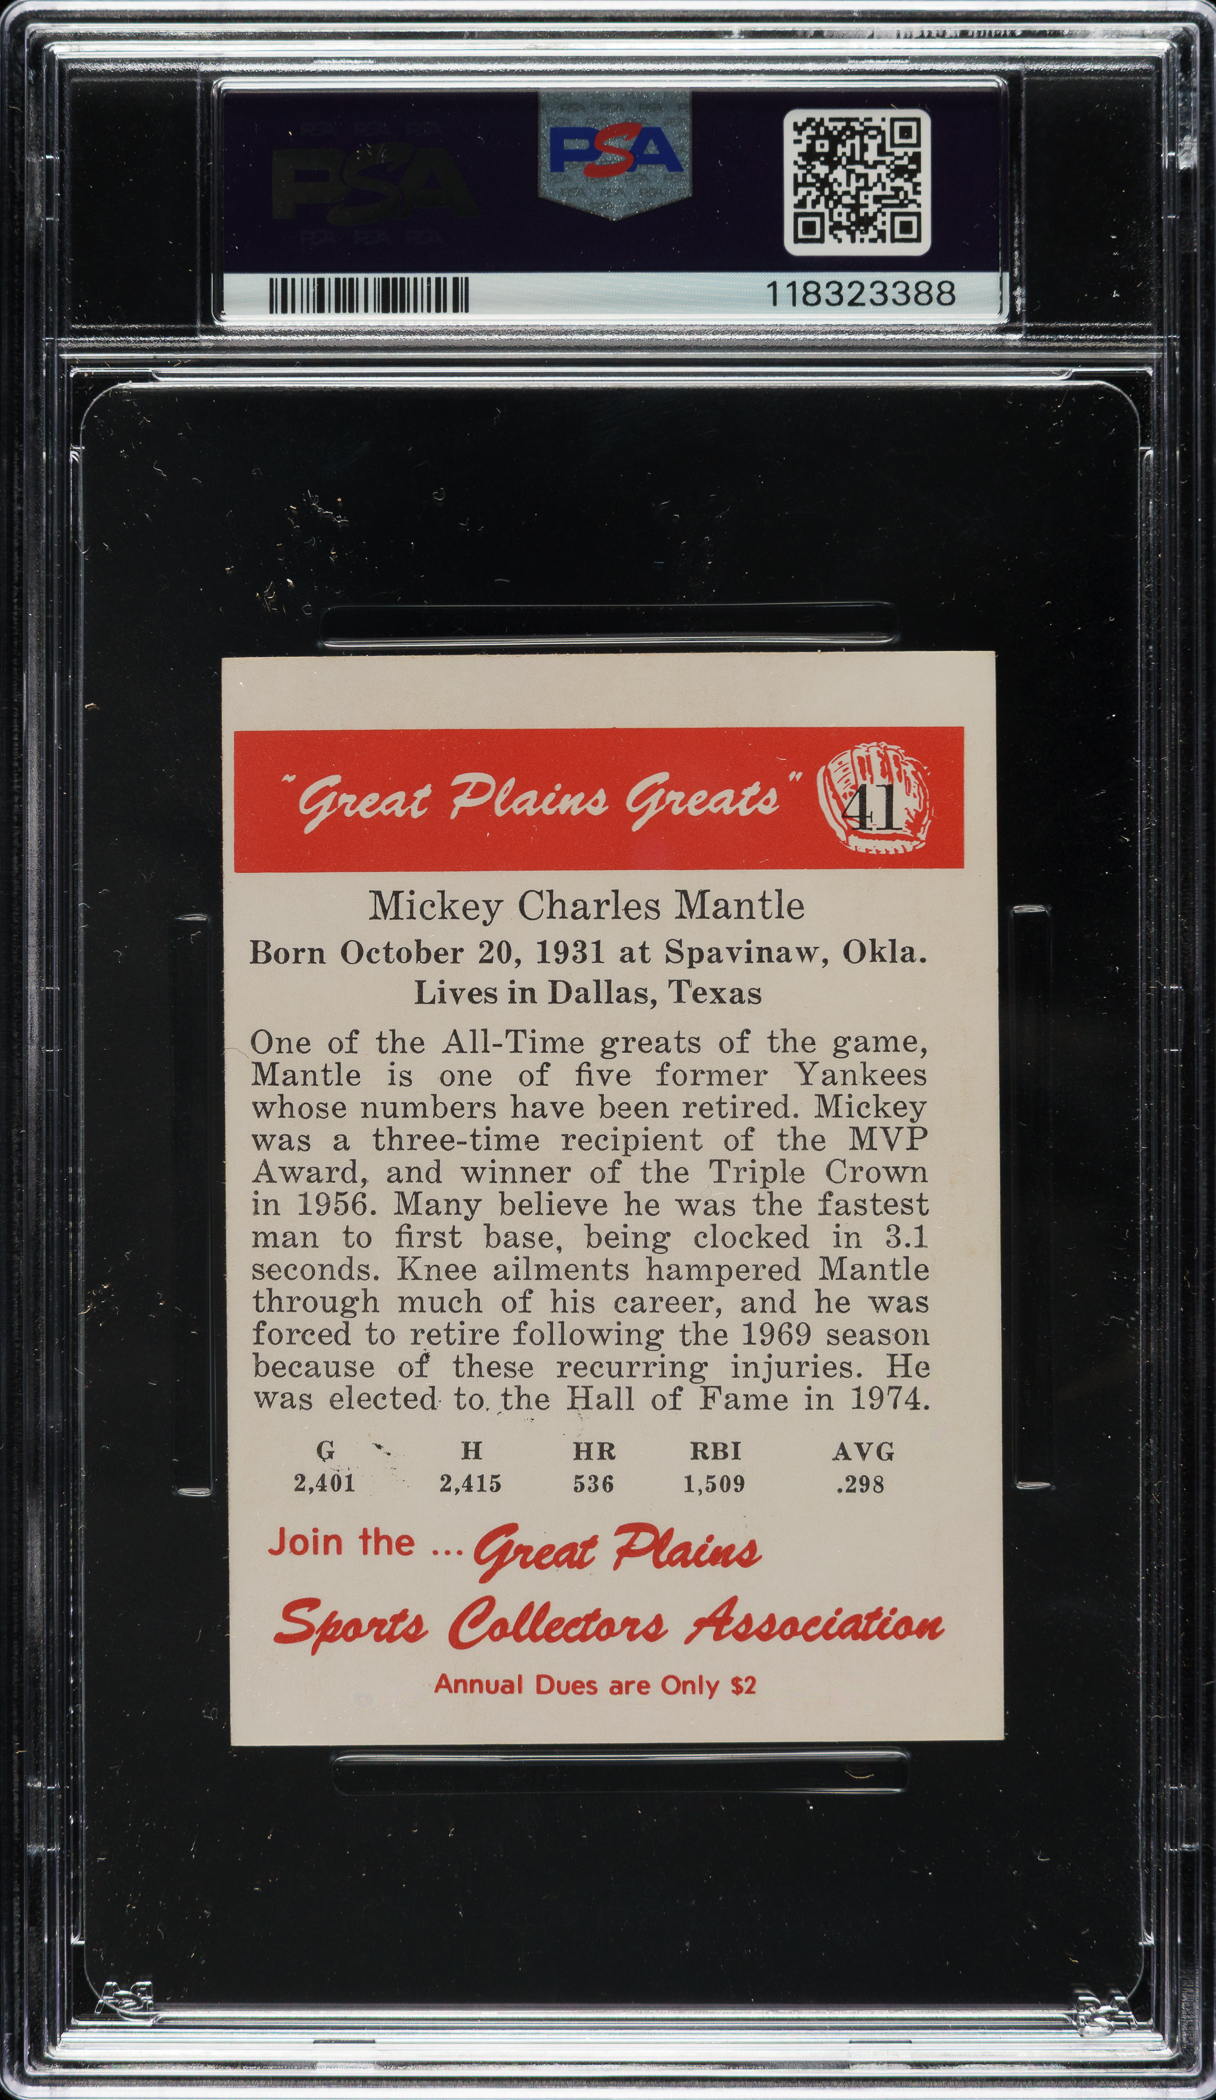 PSA
118323388
"Great Plains Greats"
41
Mickey Charles Mantle
Born October 20, 1931 at Spavinaw, Okla.
Lives in Dallas, Texas
One of the All-Time greats of the game,
Mantle is one of five former Yankees
whose numbers have been retired. Mickey
was a three-time recipient of the MVP
Award, and winner of the Triple Crown
in 1956. Many believe he was the fastest
man to first base, being clocked in 3.1
seconds. Knee ailments hampered Mantle
through much of his career, and he was
forced to retire following the 1969 season
because of these recurring injuries. He
was elected to the Hall of Fame in 1974.
G H HR RBI AVG
2,401 2,415 536 1,509 .298
Join the ... Great Plains
Sports Collectors Association
Annual Dues are Only $2